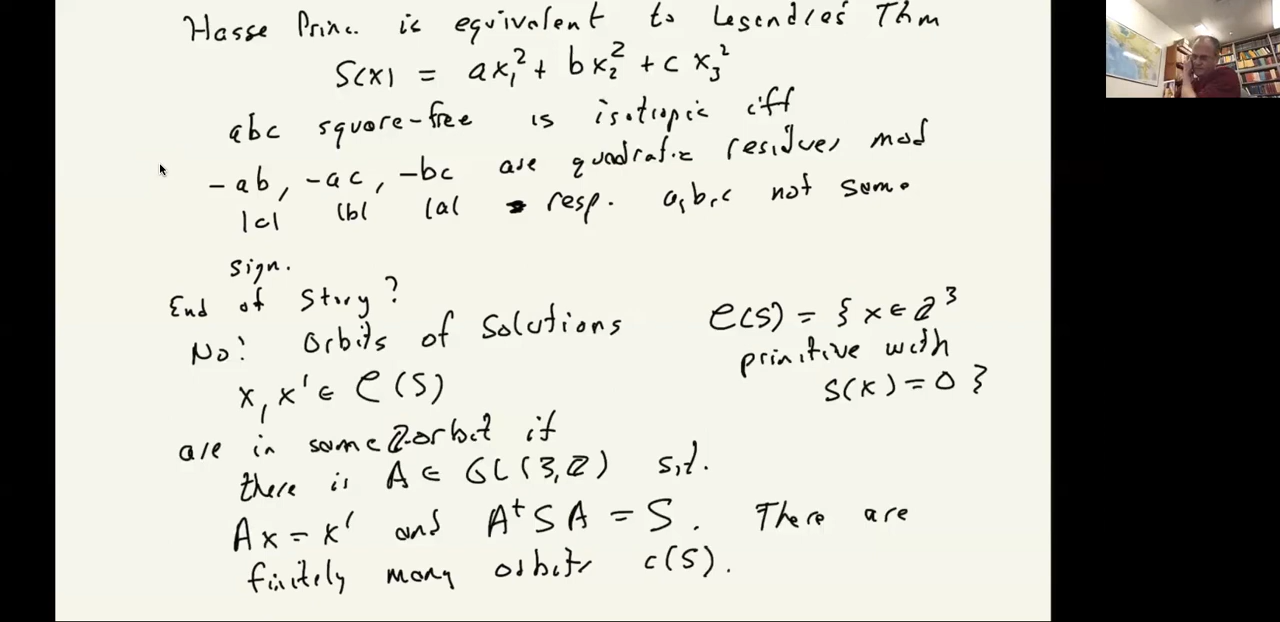 Hasse Princ. is equivalent to Legendres Thm
S(x) = ax₁² + bx₂² + cx₃²
abc square-free is isotropic iff
-ab, -ac, -bc are quadratic residues mod
|c| |b| |a| resp. a,b,c not same
sign.
End of Story?
No! Orbits of Solutions
x, x' ∈ C(S)
are in same Z-orbit if
there is A ∈ GL(3,Z) s.t.
Ax = x' and AᵗSA = S. There are
finitely many orbits c(S).
C(S) = { x ∈ Z³
primitive with
S(x) = 0 }